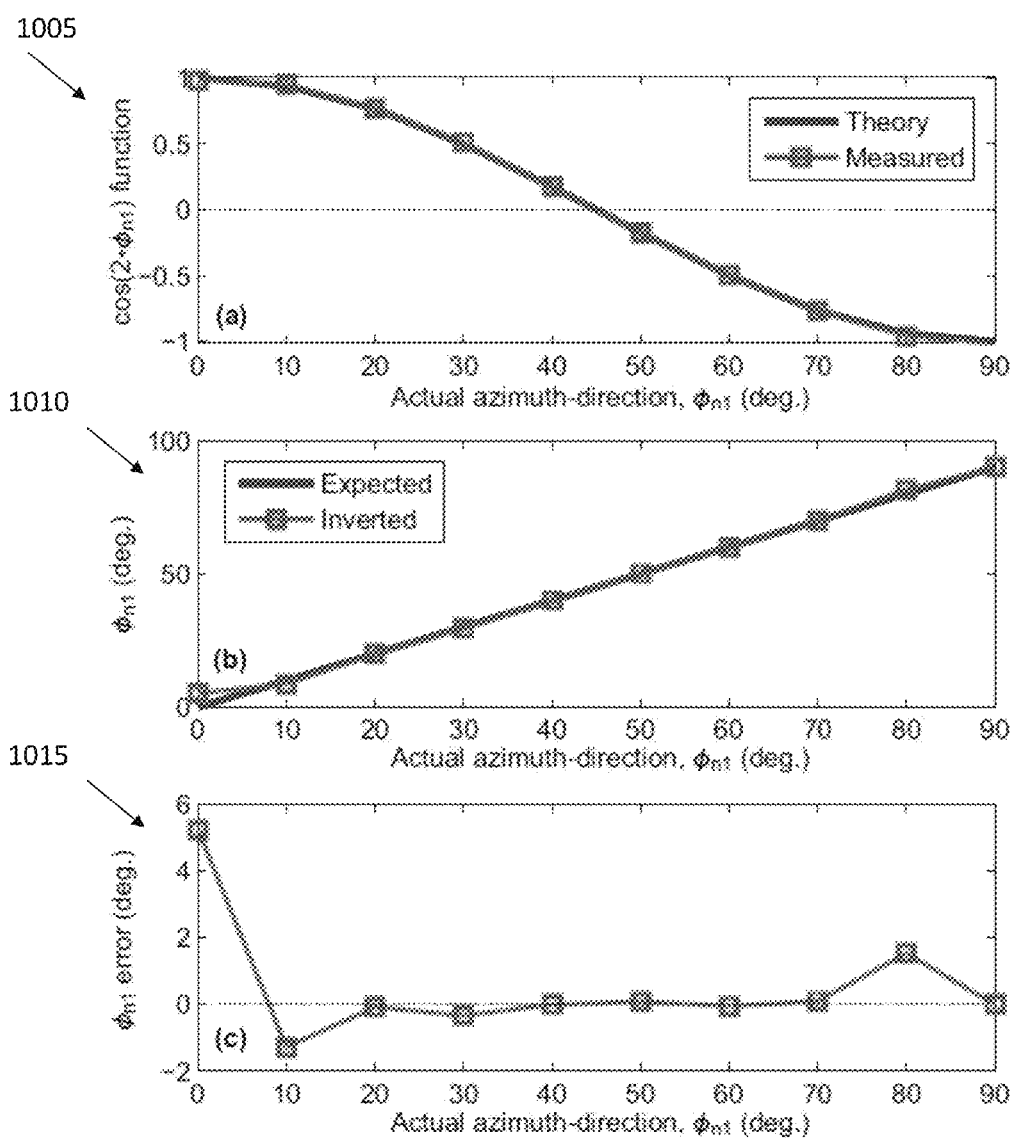 1005
cos(2*ϕn1) function
1
0.5
0
−0.5
−1
Theory
Measured
(a)
0 10 20 30 40 50 60 70 80 90
Actual azimuth-direction, ϕn1 (deg.)
1010
ϕn1 (deg.)
100
50
0
Expected
Inverted
(b)
0 10 20 30 40 50 60 70 80 90
Actual azimuth-direction, ϕn1 (deg.)
1015
ϕn1 error (deg.)
6
4
2
0
−2
(c)
0 10 20 30 40 50 60 70 80 90
Actual azimuth-direction, ϕn1 (deg.)